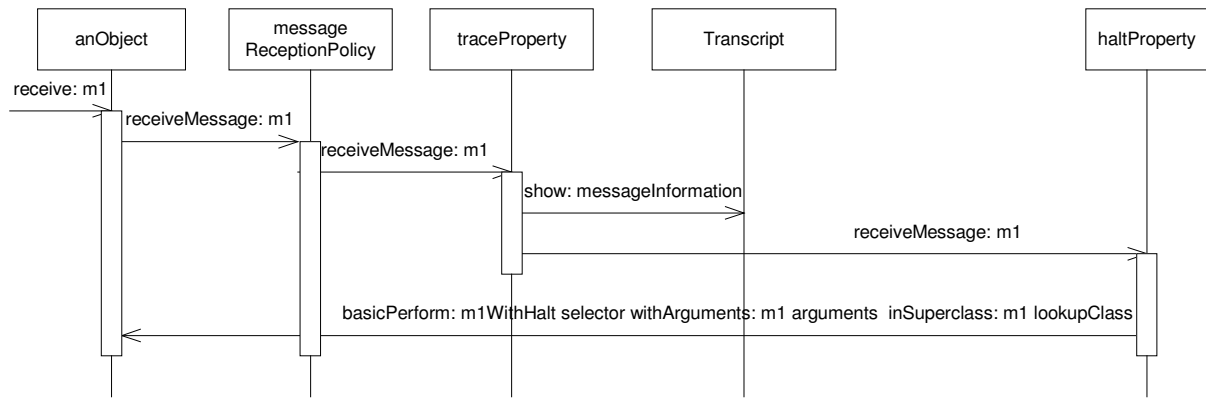 anObject
message
ReceptionPolicy
traceProperty
Transcript
haltProperty
receive: m1
receiveMessage: m1
receiveMessage: m1
show: messageInformation
receiveMessage: m1
basicPerform: m1WithHalt selector withArguments: m1 arguments  inSuperclass: m1 lookupClass